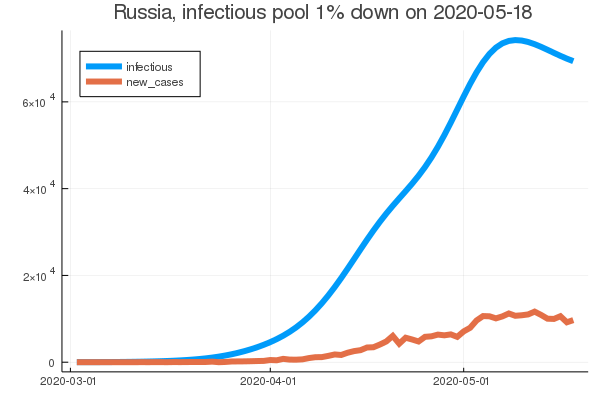 Russia, infectious pool 1% down on 2020-05-18
infectious
new_cases
6×10 4
4×10 4
2×10 4
0
2020-03-01
2020-04-01
2020-05-01